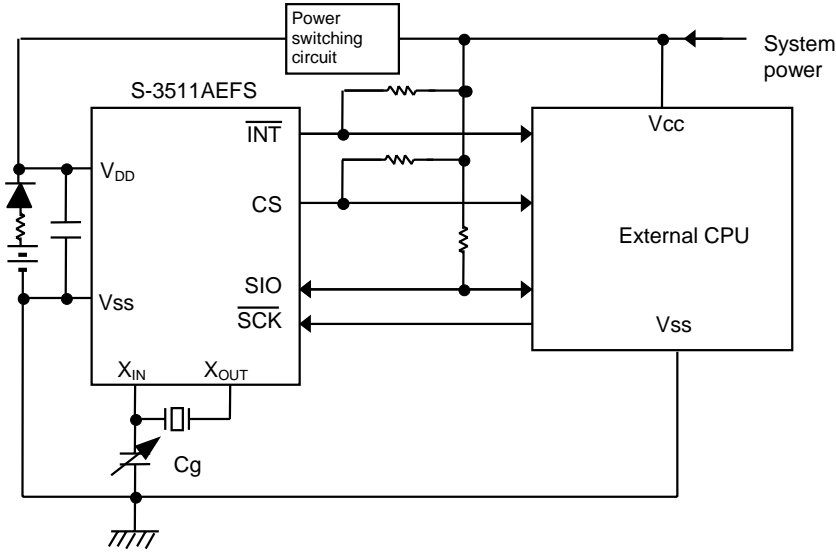 Power
switching
circuit
System
power
S-3511AEFS
INT
Vcc
VDD
CS
External CPU
SIO
Vss
SCK
Vss
XIN
XOUT
Cg